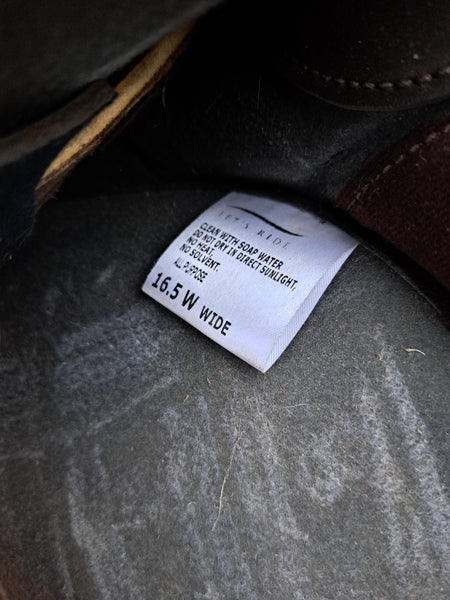 LET'S RIDE
CLEAN WITH SOAP WATER
DO NOT DRY IN DIRECT SUNLIGHT.
NO HEAT.
NO SOLVENT.
ALL PURPOSE
16.5 W WIDE